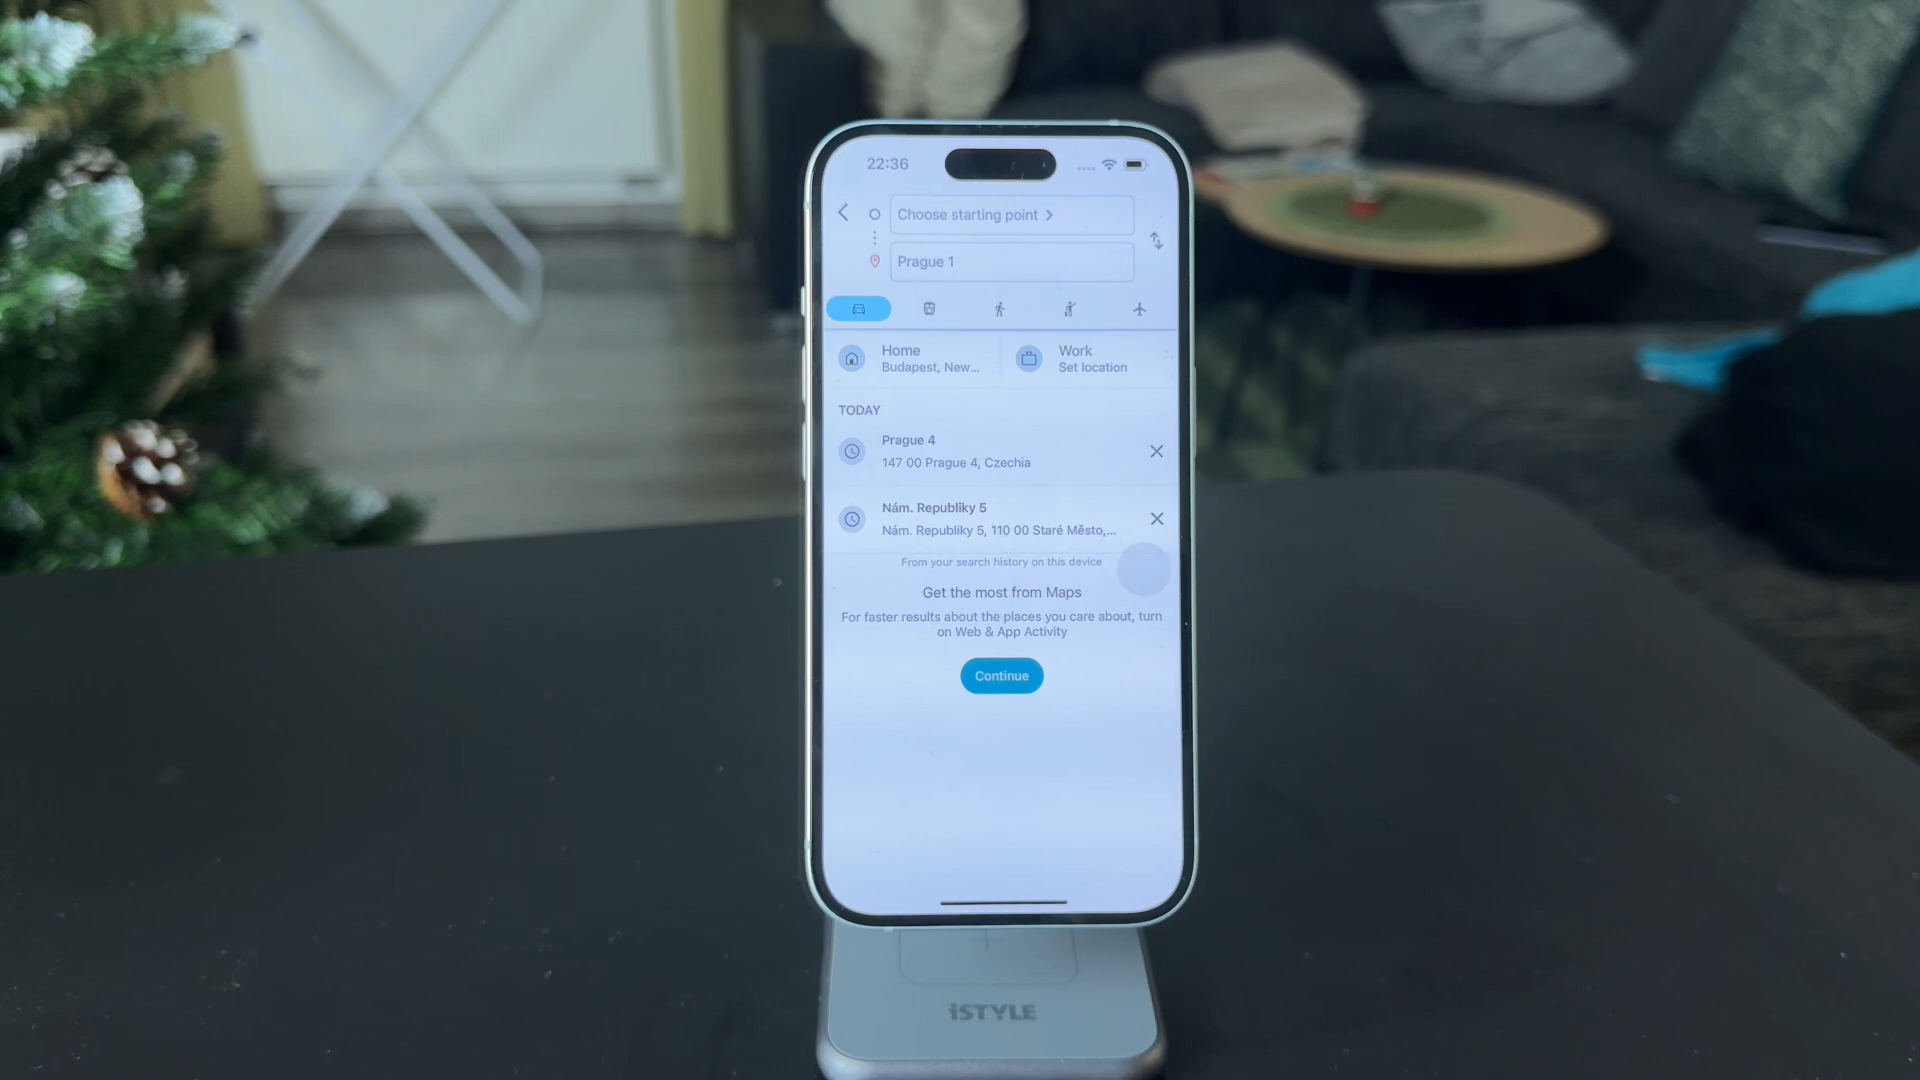 22:36
Choose starting point
Prague 1
Home
Budapest, New...
Work
Set location
TODAY
Prague 4
147 00 Prague 4, Czechia
Nám. Republiky 5
Nám. Republiky 5, 110 00 Staré Město,...
From your search history on this device
Get the most from Maps
For faster results about the places you care about, turn
on Web & App Activity
Continue
iSTYLE